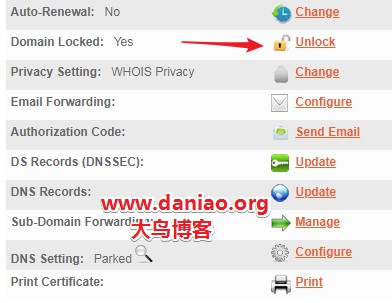 Auto-Renewal: No Change
Domain Locked: Yes Unlock
Privacy Setting: WHOIS Privacy Change
Email Forwarding: Configure
Authorization Code: Send Email
DS Records (DNSSEC): Update
DNS Records: Update
www.daniao.org
Sub-Domain Forwarding: Manage
大鸟博客
DNS Setting: Parked Configure
Print Certificate: Print